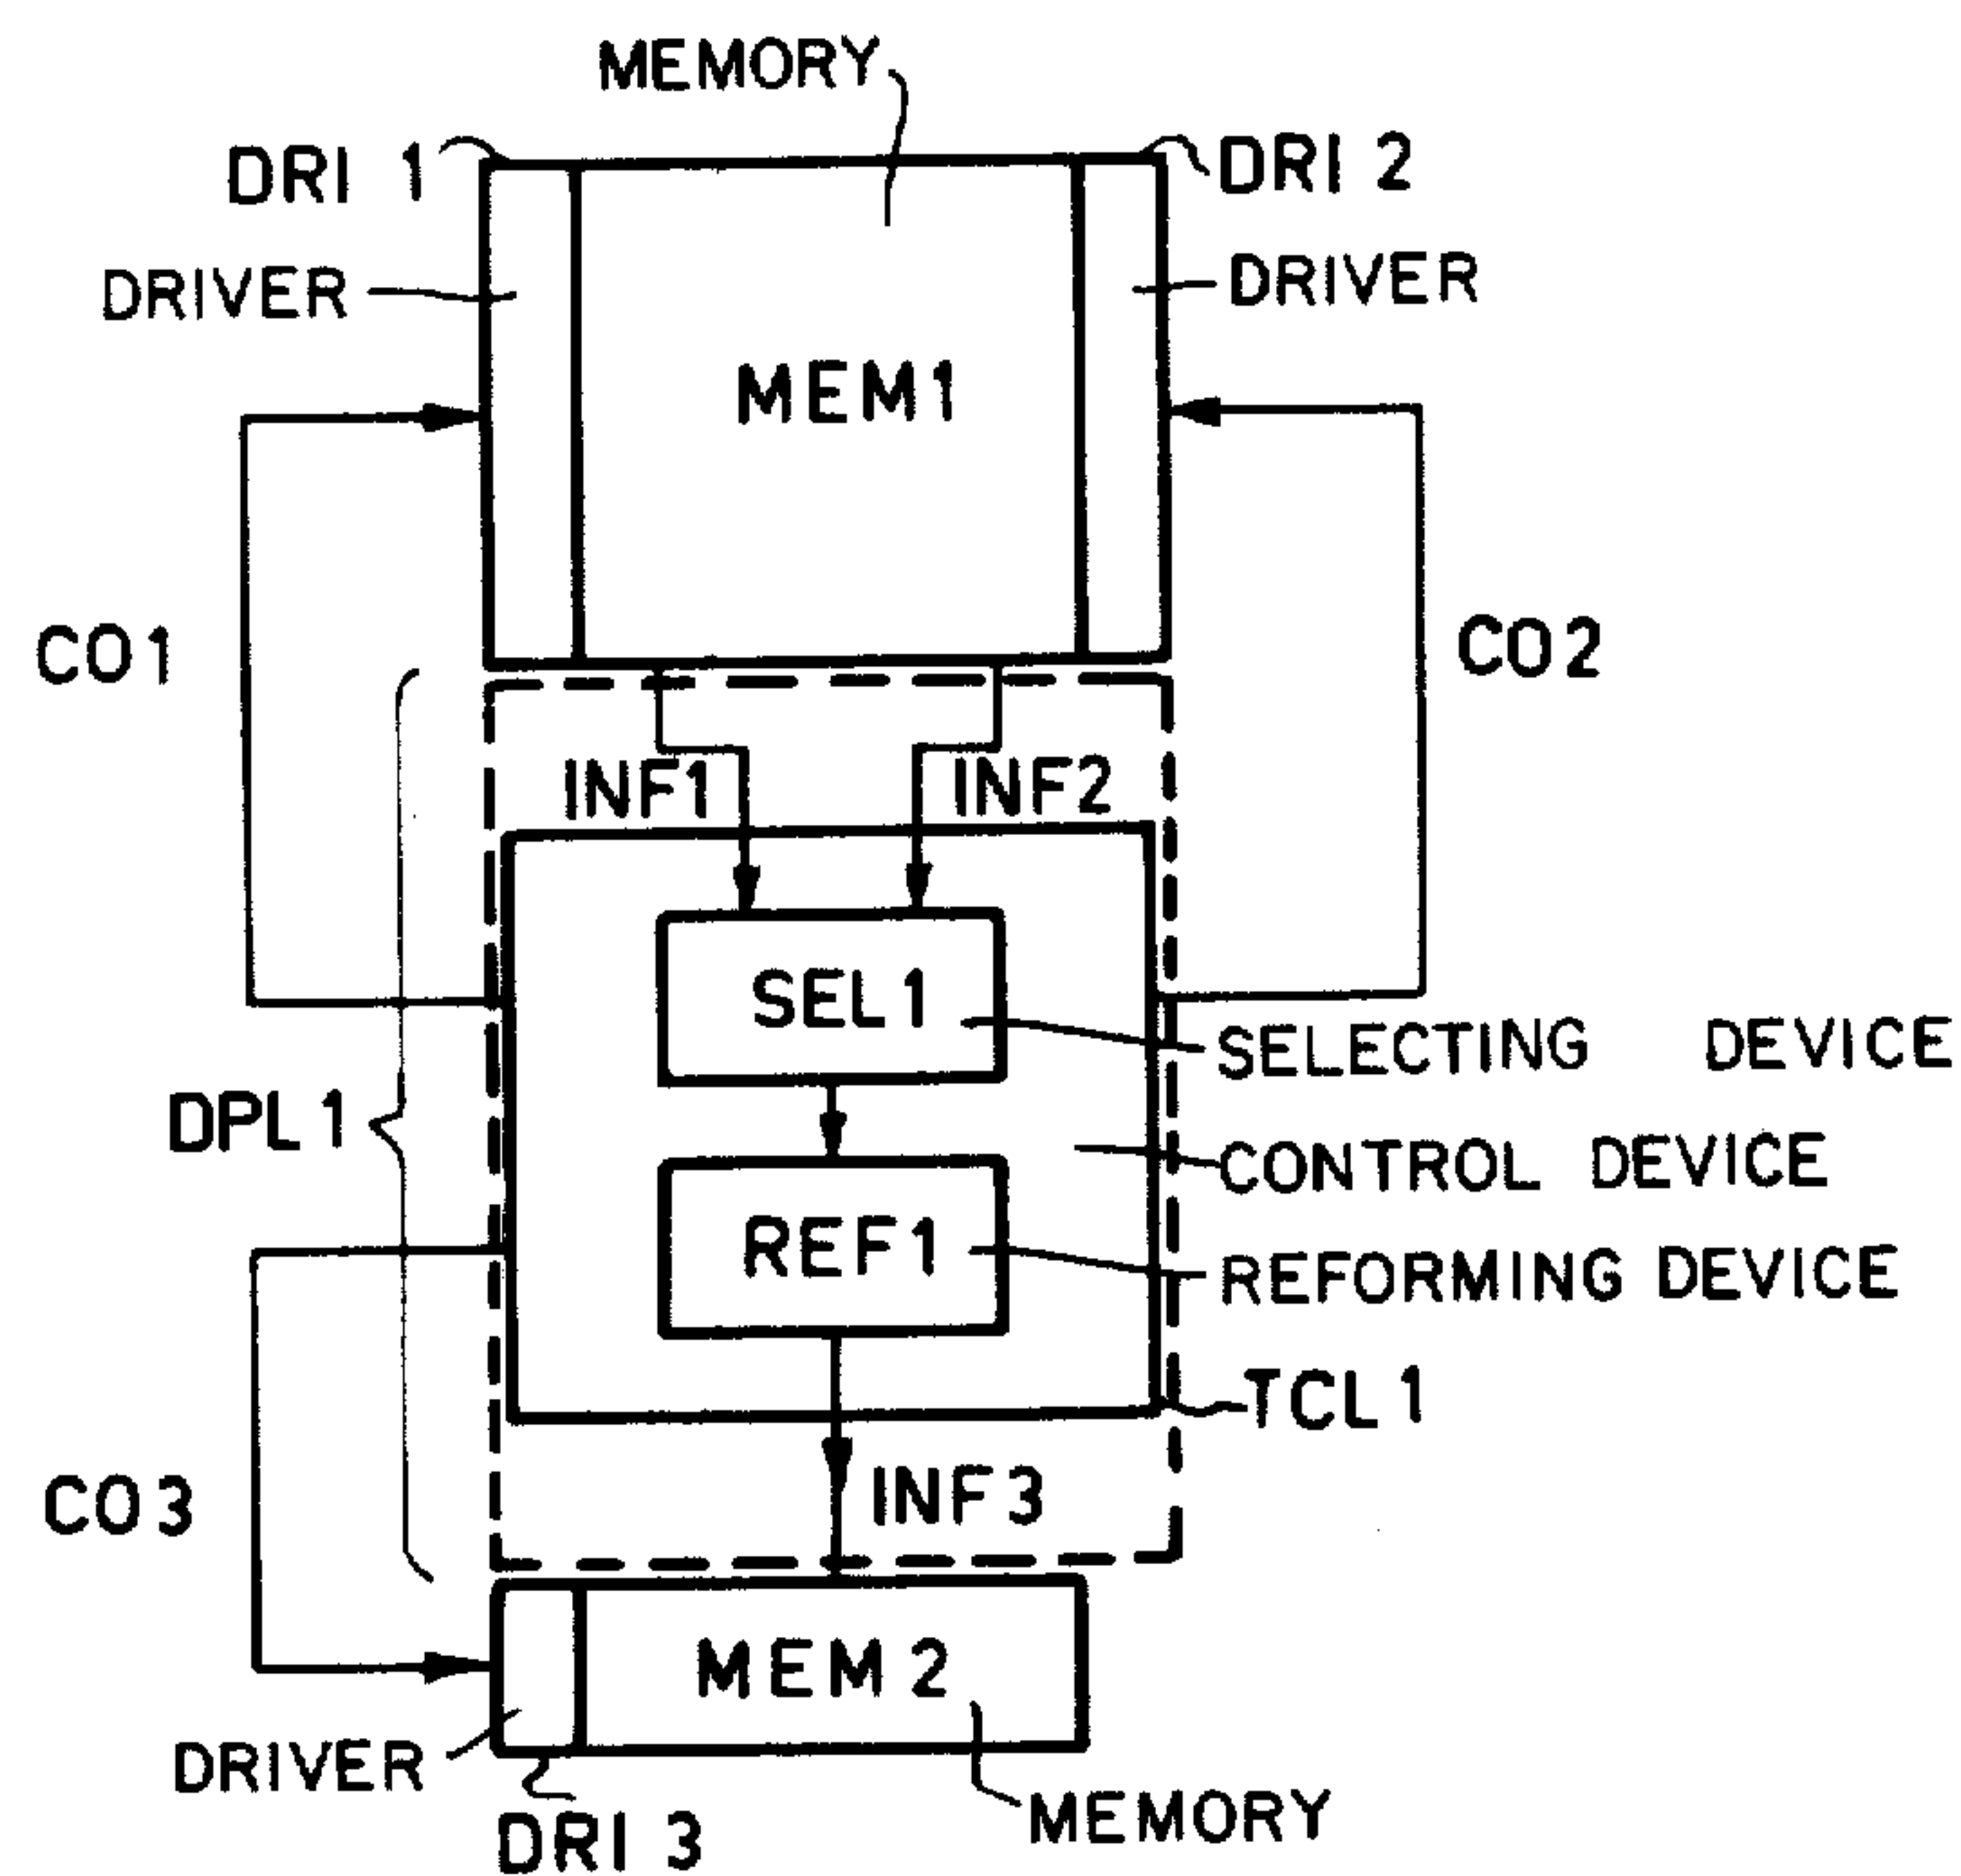 MEMORY
DRI 1
DRI 2
DRIVER
DRIVER
MEM1
CO1
CO2
INF1
INF2
SEL1
SELECTING DEVICE
DPL1
CONTROL DEVICE
REF1
REFORMING DEVICE
TCL1
CO3
INF3
MEM2
DRIVER
DRI 3
MEMORY